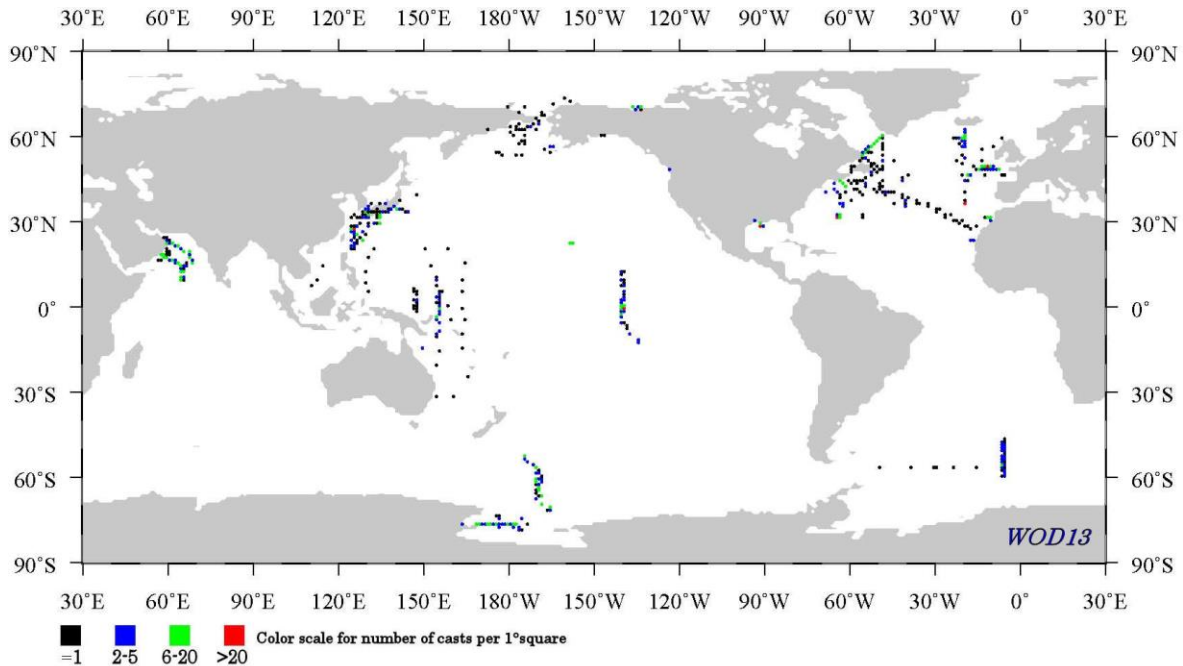 30˚E 60˚E 90˚E 120˚E 150˚E 180˚W 150˚W 120˚W 90˚W 60˚W 30˚W 0˚ 30˚E
90˚N 90˚N
60˚N 60˚N
30˚N 30˚N
0˚ 0˚
30˚S 30˚S
60˚S 60˚S
WOD13
90˚S 90˚S
30˚E 60˚E 90˚E 120˚E 150˚E 180˚W 150˚W 120˚W 90˚W 60˚W 30˚W 0˚ 30˚E
Color scale for number of casts per 1°square
=1 2-5 6-20 >20